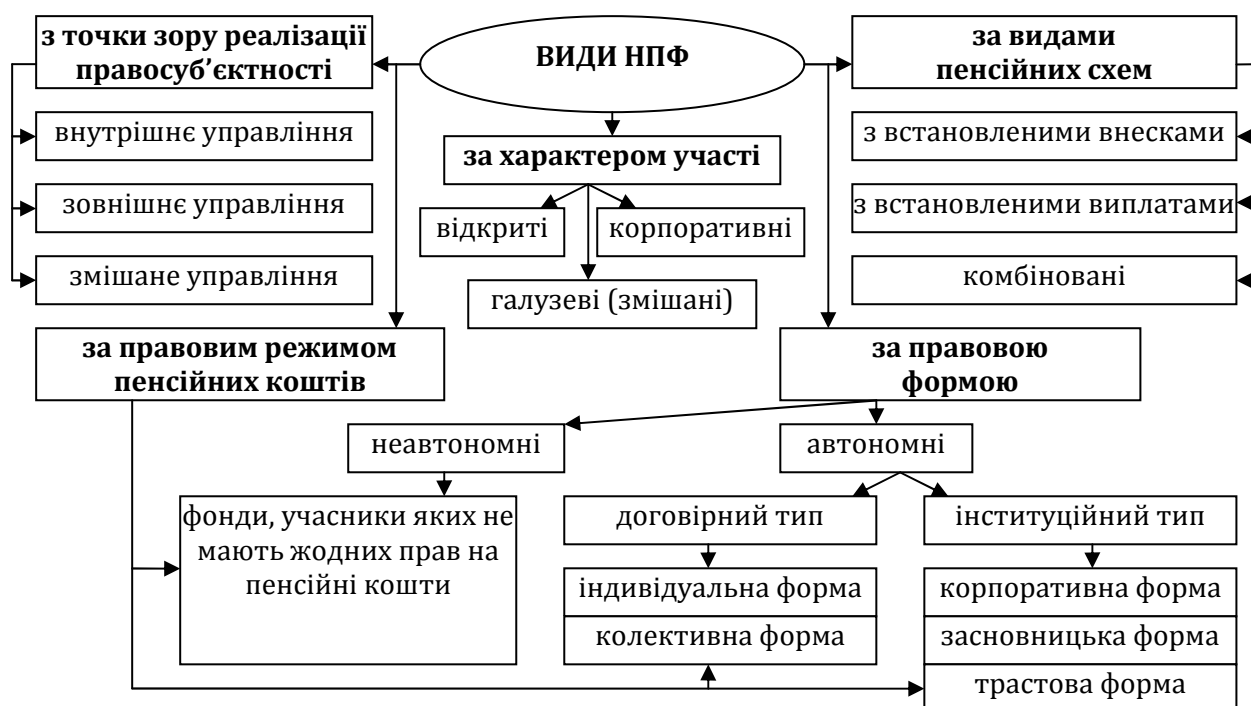 з точки зору реалізації
правосуб’єктності
ВИДИ НПФ
за видами
пенсійних схем
внутрішнє управління
зовнішнє управління
змішане управління
за характером участі
відкриті
корпоративні
галузеві (змішані)
з встановленими внесками
з встановленими виплатами
комбіновані
за правовим режимом
пенсійних коштів
за правовою
формою
неавтономні
автономні
фонди, учасники яких не
мають жодних прав на
пенсійні кошти
договірний тип
індивідуальна форма
колективна форма
інституційний тип
корпоративна форма
засновницька форма
трастова форма